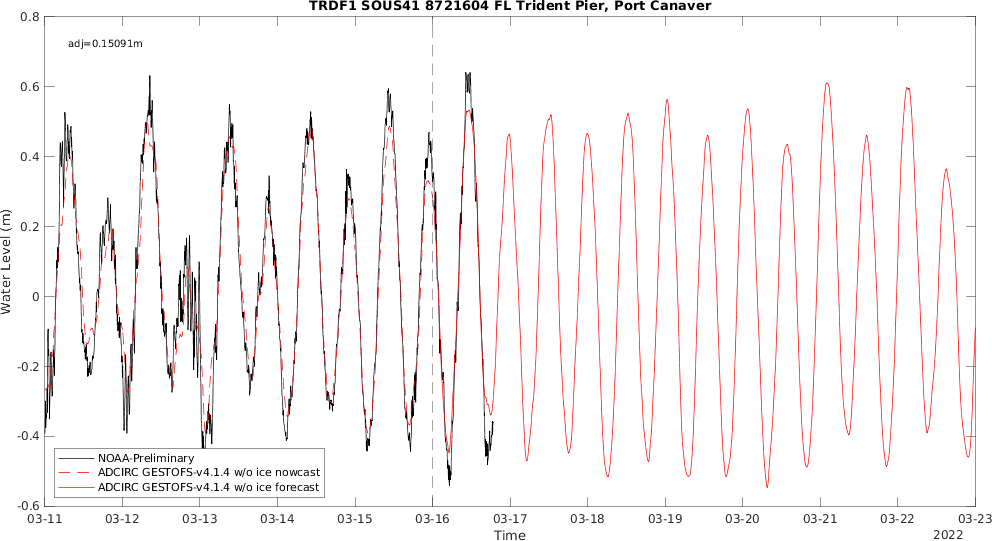 TRDF1 SOUS41 8721604 FL Trident Pier, Port Canaver
adj=0.15091m
0.8
0.6
0.4
0.2
0
-0.2
-0.4
-0.6
Water Level (m)
NOAA-Preliminary
ADCIRC GESTOFS-v4.1.4 w/o ice nowcast
ADCIRC GESTOFS-v4.1.4 w/o ice forecast
03-11 03-12 03-13 03-14 03-15 03-16 03-17 03-18 03-19 03-20 03-21 03-22 03-23
Time
2022